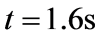 t = 1.6s